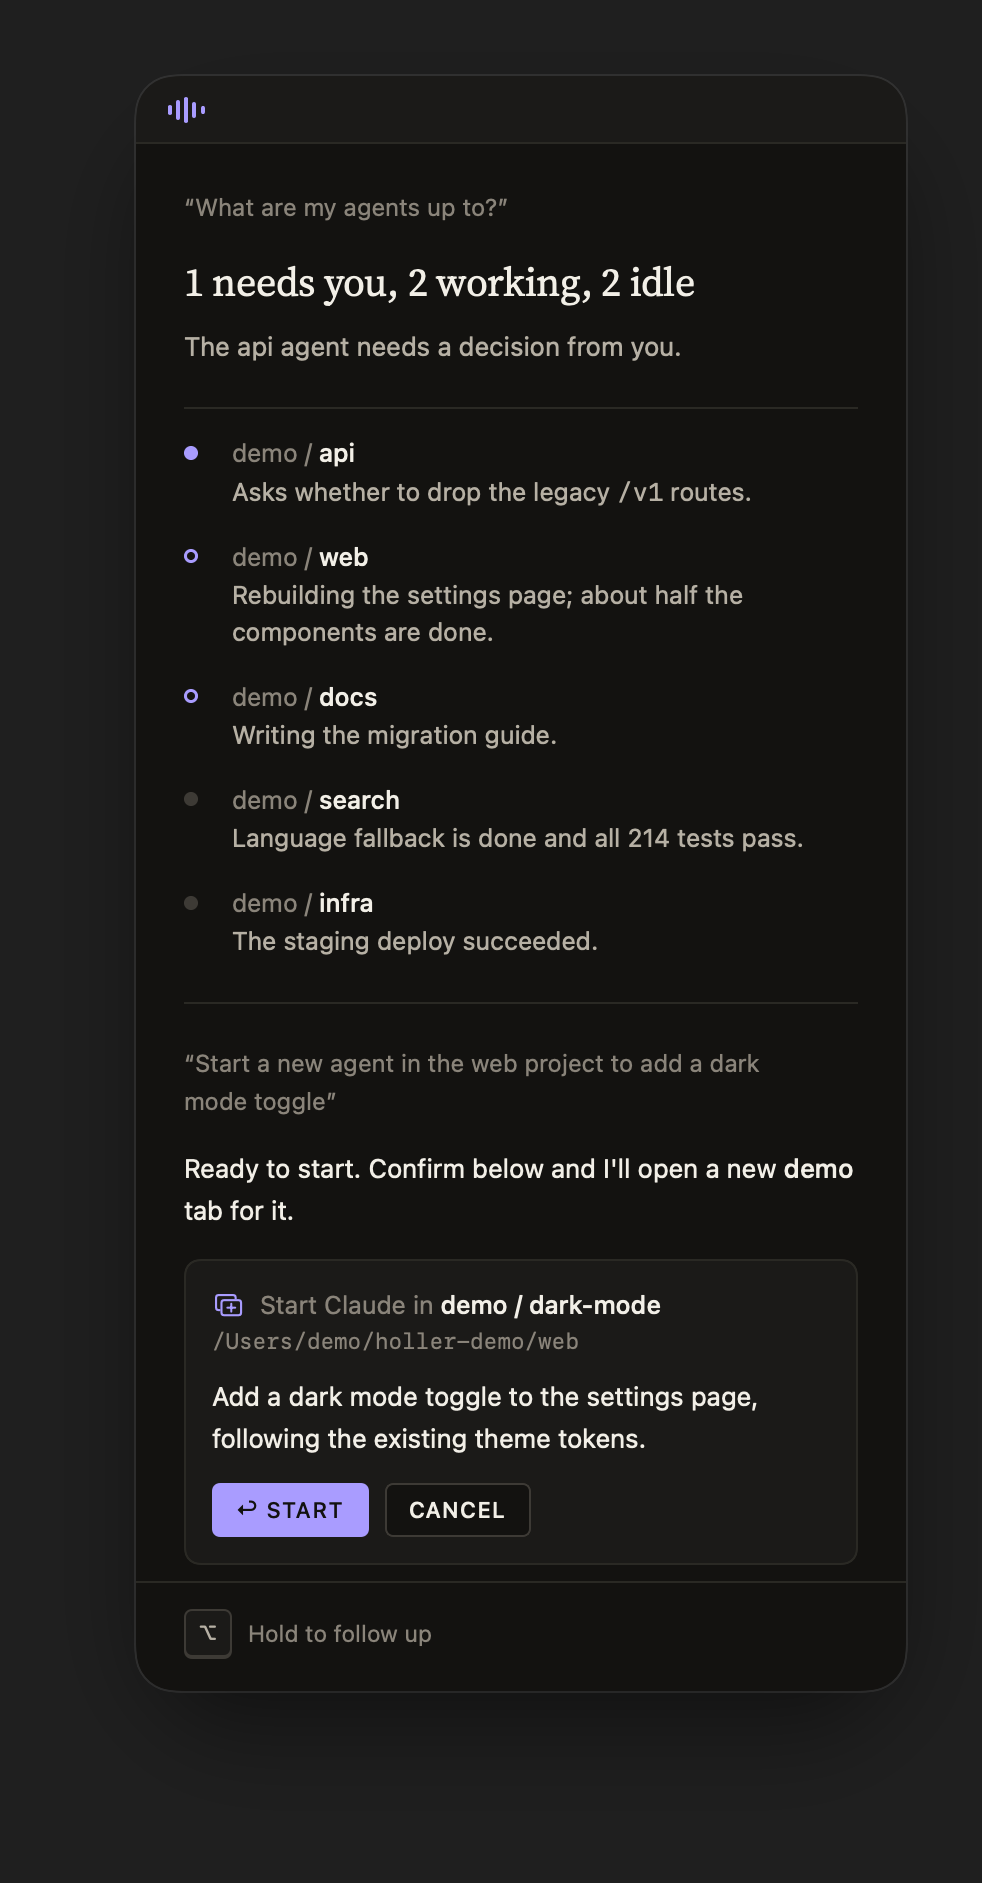 “What are my agents up to?”
1 needs you, 2 working, 2 idle
The api agent needs a decision from you.
demo / api
Asks whether to drop the legacy /v1 routes.
demo / web
Rebuilding the settings page; about half the
components are done.
demo / docs
Writing the migration guide.
demo / search
Language fallback is done and all 214 tests pass.
demo / infra
The staging deploy succeeded.
“Start a new agent in the web project to add a dark
mode toggle”
Ready to start. Confirm below and I'll open a new demo
tab for it.
Start Claude in demo / dark-mode
/Users/demo/holler-demo/web
Add a dark mode toggle to the settings page,
following the existing theme tokens.
↩ START CANCEL
⌥ Hold to follow up